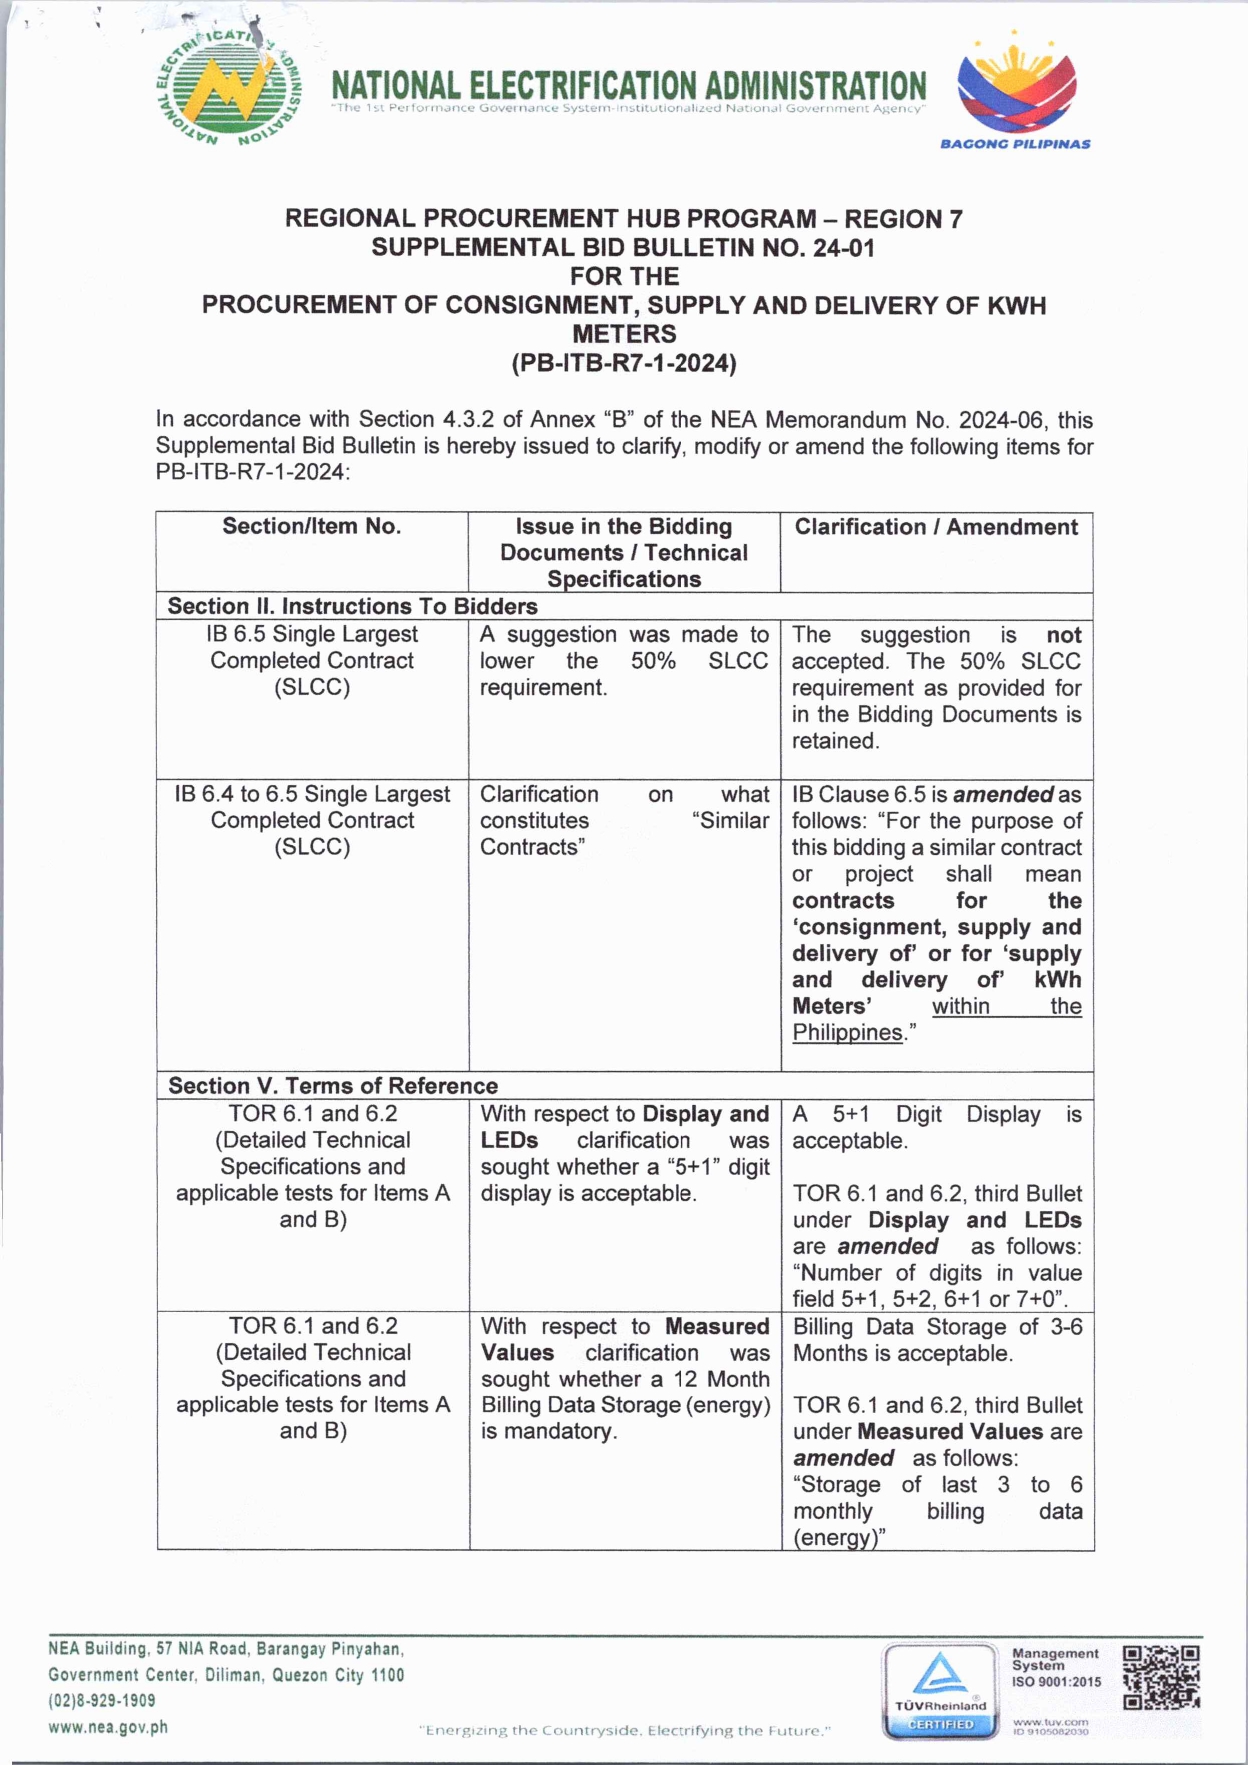 NATIONAL ELECTRIFICATION ADMINISTRATION
NATIONAL ELECTRIFICATION ADMINISTRATION
"The 1st Performance Governance System-Institutionalized National Government Agency"
BAGONG PILIPINAS
REGIONAL PROCUREMENT HUB PROGRAM – REGION 7
SUPPLEMENTAL BID BULLETIN NO. 24-01
FOR THE
PROCUREMENT OF CONSIGNMENT, SUPPLY AND DELIVERY OF KWH
METERS
(PB-ITB-R7-1-2024)
In accordance with Section 4.3.2 of Annex “B” of the NEA Memorandum No. 2024-06, this
Supplemental Bid Bulletin is hereby issued to clarify, modify or amend the following items for
PB-ITB-R7-1-2024:
Section/Item No.
Issue in the Bidding
Documents / Technical
Specifications
Clarification / Amendment
Section II. Instructions To Bidders
IB 6.5 Single Largest
Completed Contract
(SLCC)
A suggestion was made to
lower the 50% SLCC
requirement.
The suggestion is not
accepted. The 50% SLCC
requirement as provided for
in the Bidding Documents is
retained.
IB 6.4 to 6.5 Single Largest
Completed Contract
(SLCC)
Clarification on what
constitutes “Similar
Contracts”
IB Clause 6.5 is amended as
follows: “For the purpose of
this bidding a similar contract
or project shall mean
contracts for the
‘consignment, supply and
delivery of’ or for ‘supply
and delivery of’ kWh
Meters’ within the
Philippines.”
Section V. Terms of Reference
TOR 6.1 and 6.2
(Detailed Technical
Specifications and
applicable tests for Items A
and B)
With respect to Display and
LEDs clarification was
sought whether a “5+1” digit
display is acceptable.
A 5+1 Digit Display is
acceptable.
TOR 6.1 and 6.2, third Bullet
under Display and LEDs
are amended as follows:
“Number of digits in value
field 5+1, 5+2, 6+1 or 7+0”.
TOR 6.1 and 6.2
(Detailed Technical
Specifications and
applicable tests for Items A
and B)
With respect to Measured
Values clarification was
sought whether a 12 Month
Billing Data Storage (energy)
is mandatory.
Billing Data Storage of 3-6
Months is acceptable.
TOR 6.1 and 6.2, third Bullet
under Measured Values are
amended as follows:
“Storage of last 3 to 6
monthly billing data
(energy)”
NEA Building, 57 NIA Road, Barangay Pinyahan,
Government Center, Diliman, Quezon City 1100
(02)8-929-1909
www.nea.gov.ph
"Energizing the Countryside. Electrifying the Future."
TÜVRheinland®
CERTIFIED
Management
System
ISO 9001:2015
www.tuv.com
ID 9105082030